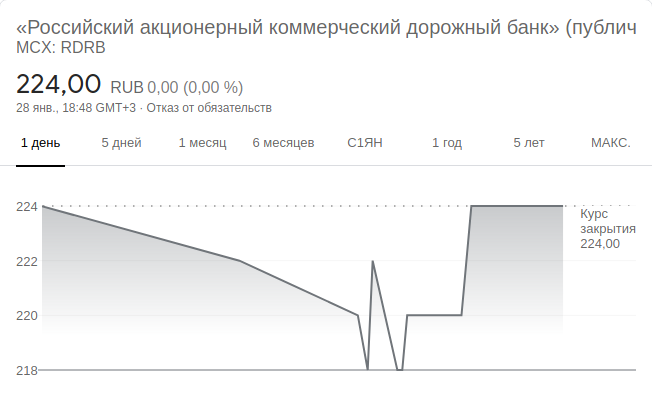 «Российский акционерный коммерческий дорожный банк» (публич
MCX: RDRB
224,00 RUB 0,00 (0,00 %)
28 янв., 18:48 GMT+3 · Отказ от обязательств
1 день 5 дней 1 месяц 6 месяцев С1ЯН 1 год 5 лет МАКС.
224
Курс
закрытия
224,00
222
220
218